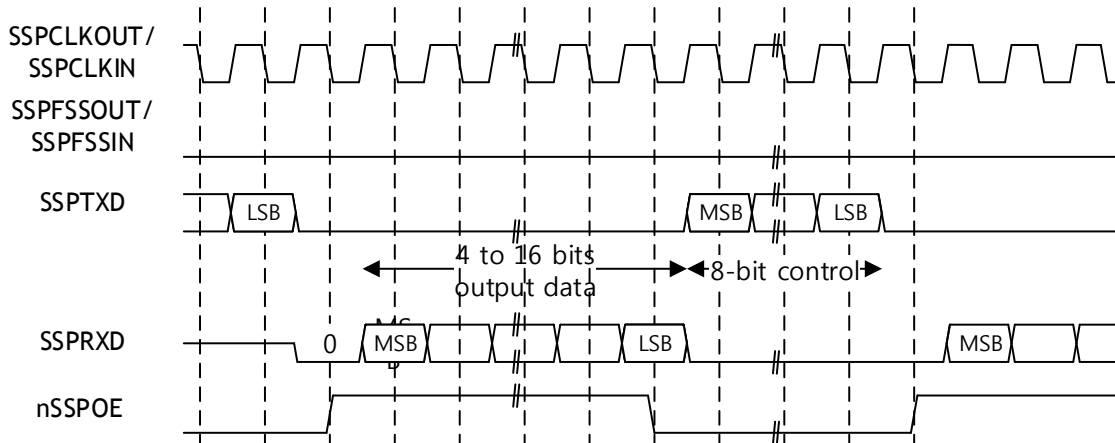 SSPCLKOUT/
SSPCLKIN
SSPFSSOUT/
SSPFSSIN
SSPTXD
LSB
MSB
LSB
4 to 16 bits
output data
8-bit control
SSPRXD
0
MS
B
MSB
LSB
MSB
nSSPOE